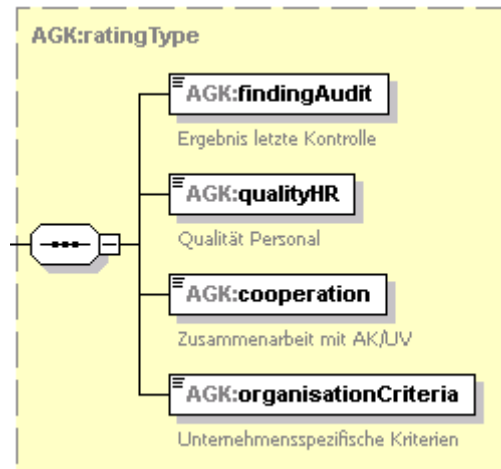 AGK:ratingType
AGK:findingAudit
Ergebnis letzte Kontrolle
AGK:qualityHR
Qualität Personal
AGK:cooperation
Zusammenarbeit mit AK/UV
AGK:organisationCriteria
Unternehmensspezifische Kriterien